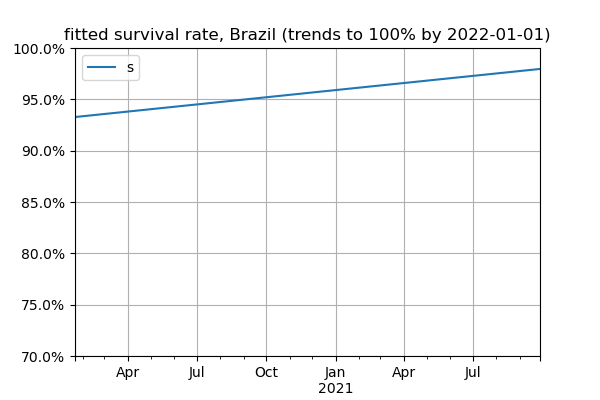 fitted survival rate, Brazil (trends to 100% by 2022-01-01)
100.0%
95.0%
90.0%
85.0%
80.0%
75.0%
70.0%
s
Apr Jul Oct Jan Apr Jul
2021